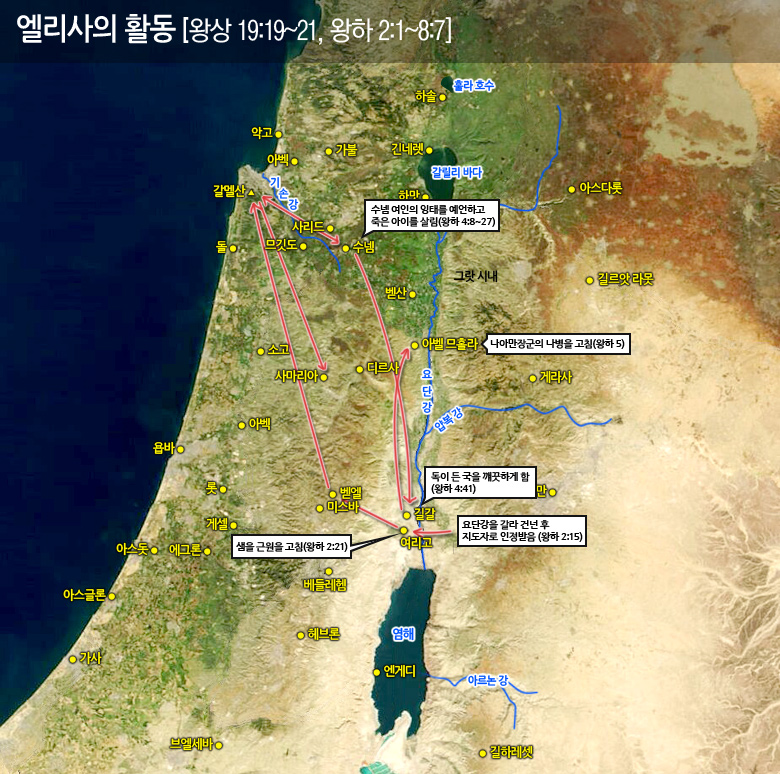 엘리사의 활동 [왕상 19:19~21, 왕하 2:1~8:7]
훌라 호수
하솔
악고
가불
긴네렛
아벡
갈릴리 바다
갈멜산
기손강
하맛
아스다롯
수넴 여인의 잉태를 예언하고
죽은 아이를 살림(왕하 4:8~27)
사리드
돌
므깃도
수넴
그랏 시내
길르앗 라못
벧산
아벨 므홀라
나아만장군의 나병을 고침(왕하 5)
소고
디르사
사마리아
게라사
요단강
얍복강
아벡
욥바
독이 든 국을 깨끗하게 함
(왕하 4:41)
롯
벧엘
만
미스바
길갈
게셀
요단강을 갈라 건넌 후
지도자로 인정받음 (왕하 2:15)
여리고
샘을 근원을 고침(왕하 2:21)
아스돗
에그론
베들레헴
아스글론
헤브론
염해
가사
엔게디
아르논 강
브엘세바
길하레셋